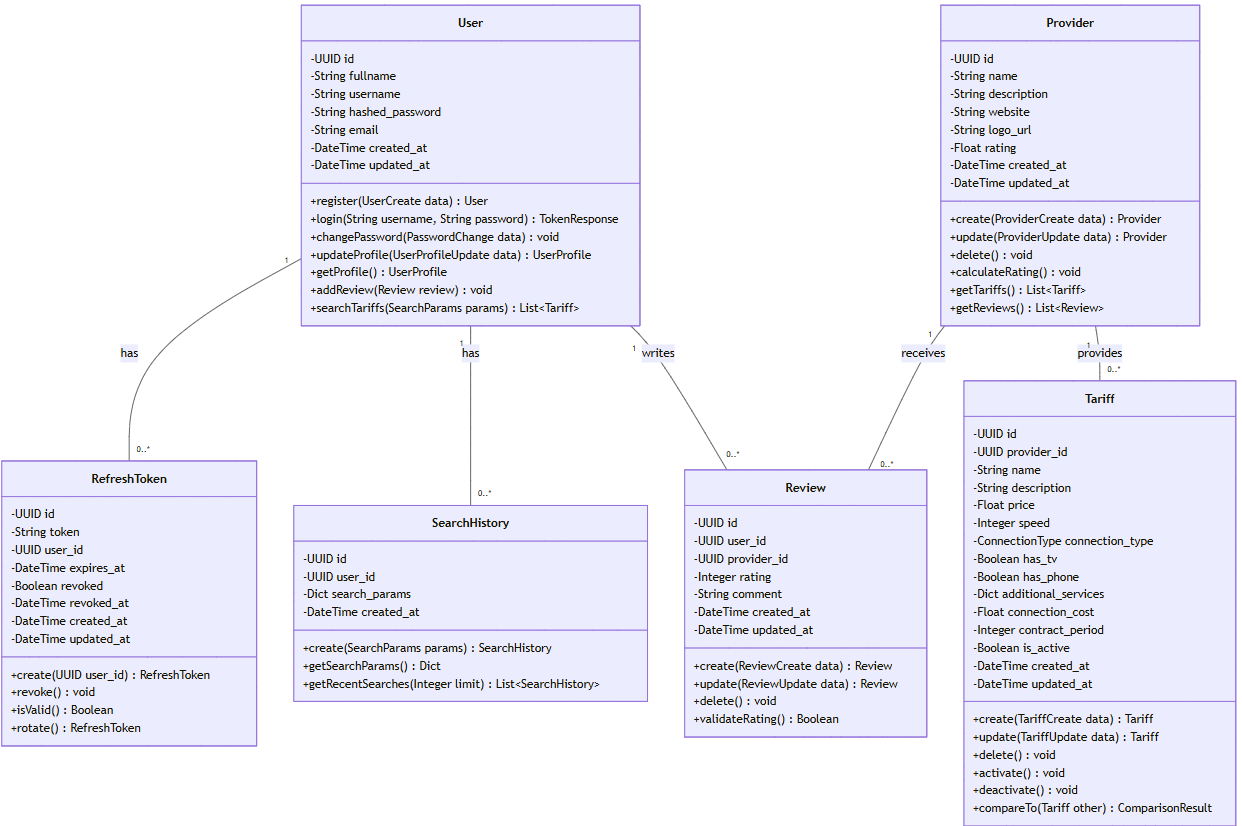 User
-UUID id
-String fullname
-String username
-String hashed_password
-String email
-DateTime created_at
-DateTime updated_at
+register(UserCreate data) : User
+login(String username, String password) : TokenResponse
+changePassword(PasswordChange data) : void
+updateProfile(UserProfileUpdate data) : UserProfile
+getProfile() : UserProfile
+addReview(Review review) : void
+searchTariffs(SearchParams params) : List<Tariff>
Provider
-UUID id
-String name
-String description
-String website
-String logo_url
-Float rating
-DateTime created_at
-DateTime updated_at
+create(ProviderCreate data) : Provider
+update(ProviderUpdate data) : Provider
+delete() : void
+calculateRating() : void
+getTariffs() : List<Tariff>
+getReviews() : List<Review>
1
has
0..*
1
has
0..*
1
writes
0..*
1
receives
0..*
1
provides
0..*
RefreshToken
-UUID id
-String token
-UUID user_id
-DateTime expires_at
-Boolean revoked
-DateTime revoked_at
-DateTime created_at
-DateTime updated_at
+create(UUID user_id) : RefreshToken
+revoke() : void
+isValid() : Boolean
+rotate() : RefreshToken
SearchHistory
-UUID id
-UUID user_id
-Dict search_params
-DateTime created_at
+create(SearchParams params) : SearchHistory
+getSearchParams() : Dict
+getRecentSearches(Integer limit) : List<SearchHistory>
Review
-UUID id
-UUID user_id
-UUID provider_id
-Integer rating
-String comment
-DateTime created_at
-DateTime updated_at
+create(ReviewCreate data) : Review
+update(ReviewUpdate data) : Review
+delete() : void
+validateRating() : Boolean
Tariff
-UUID id
-UUID provider_id
-String name
-String description
-Float price
-Integer speed
-ConnectionType connection_type
-Boolean has_tv
-Boolean has_phone
-Dict additional_services
-Float connection_cost
-Integer contract_period
-Boolean is_active
-DateTime created_at
-DateTime updated_at
+create(TariffCreate data) : Tariff
+update(TariffUpdate data) : Tariff
+delete() : void
+activate() : void
+deactivate() : void
+compareTo(Tariff other) : ComparisonResult